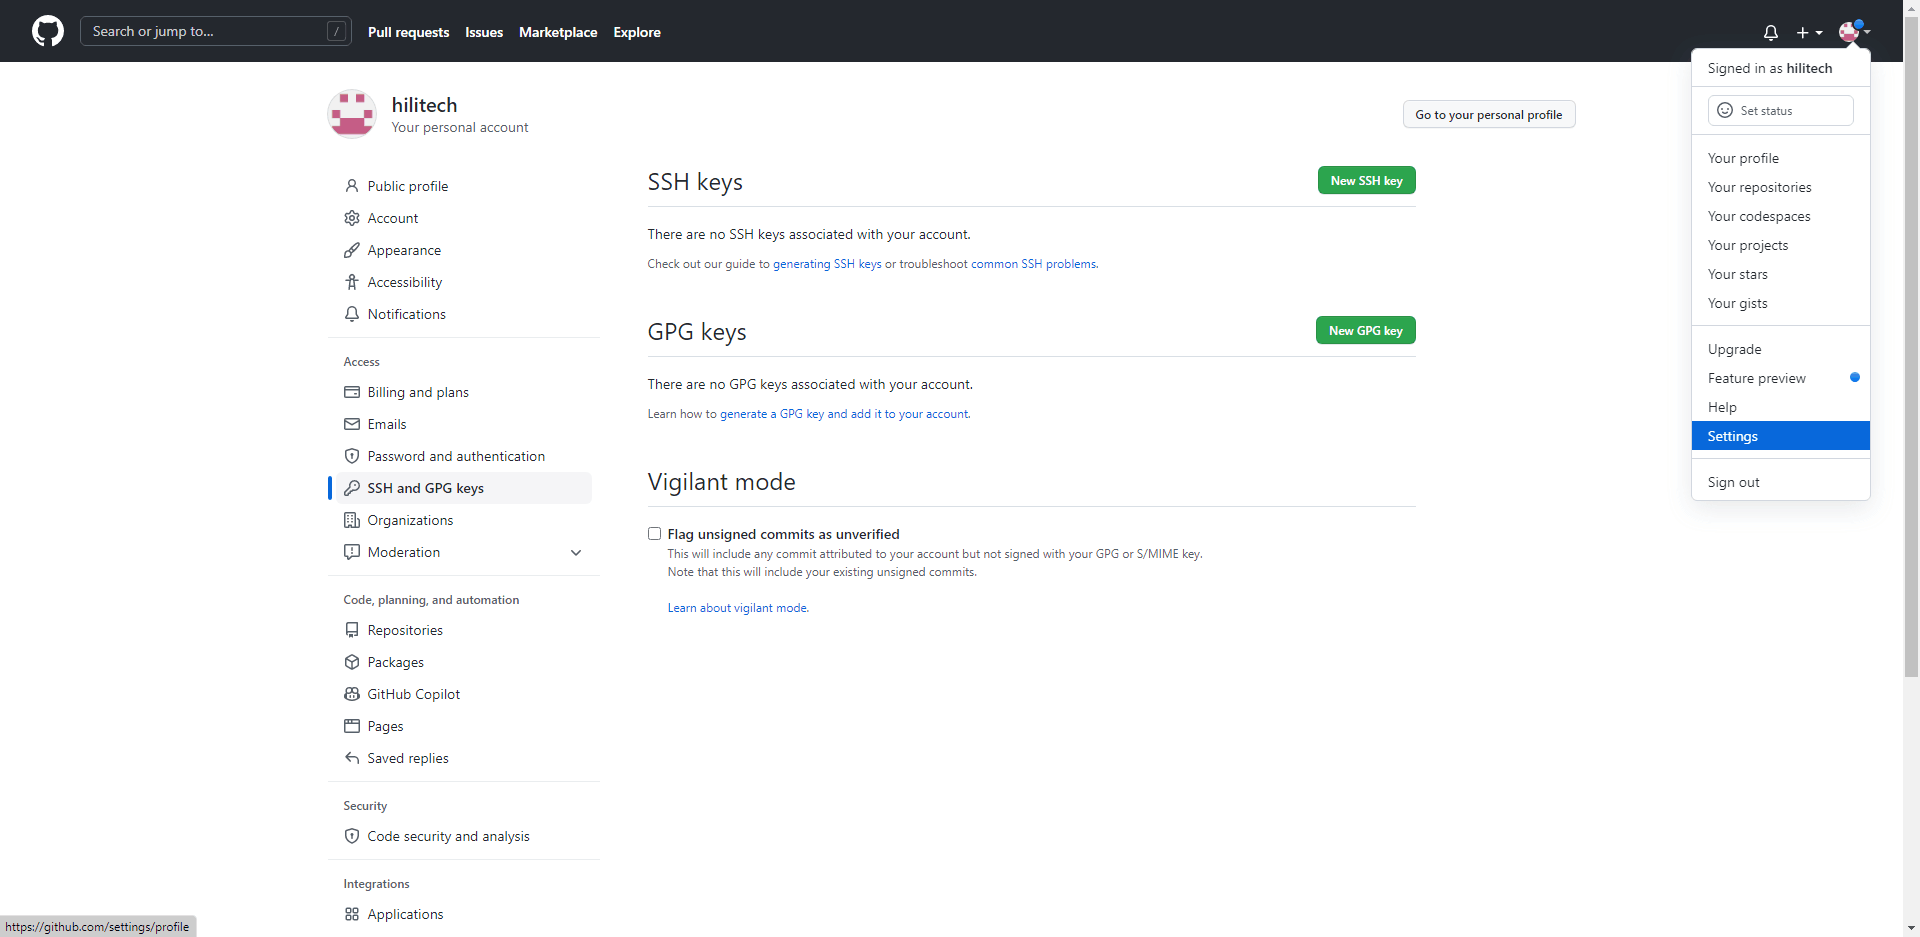 Search or jump to... /
Pull requests
Issues
Marketplace
Explore
Signed in as hilitech
Set status
Your profile
Your repositories
Your codespaces
Your projects
Your stars
Your gists
Upgrade
Feature preview
Help
Settings
Sign out
hilitech
Your personal account
Go to your personal profile
Public profile
Account
Appearance
Accessibility
Notifications
Access
Billing and plans
Emails
Password and authentication
SSH and GPG keys
Organizations
Moderation
Code, planning, and automation
Repositories
Packages
GitHub Copilot
Pages
Saved replies
Security
Code security and analysis
Integrations
Applications
SSH keys
New SSH key
There are no SSH keys associated with your account.
Check out our guide to generating SSH keys or troubleshoot common SSH problems.
GPG keys
New GPG key
There are no GPG keys associated with your account.
Learn how to generate a GPG key and add it to your account.
Vigilant mode
Flag unsigned commits as unverified
This will include any commit attributed to your account but not signed with your GPG or S/MIME key.
Note that this will include your existing unsigned commits.
Learn about vigilant mode.
https://github.com/settings/profile